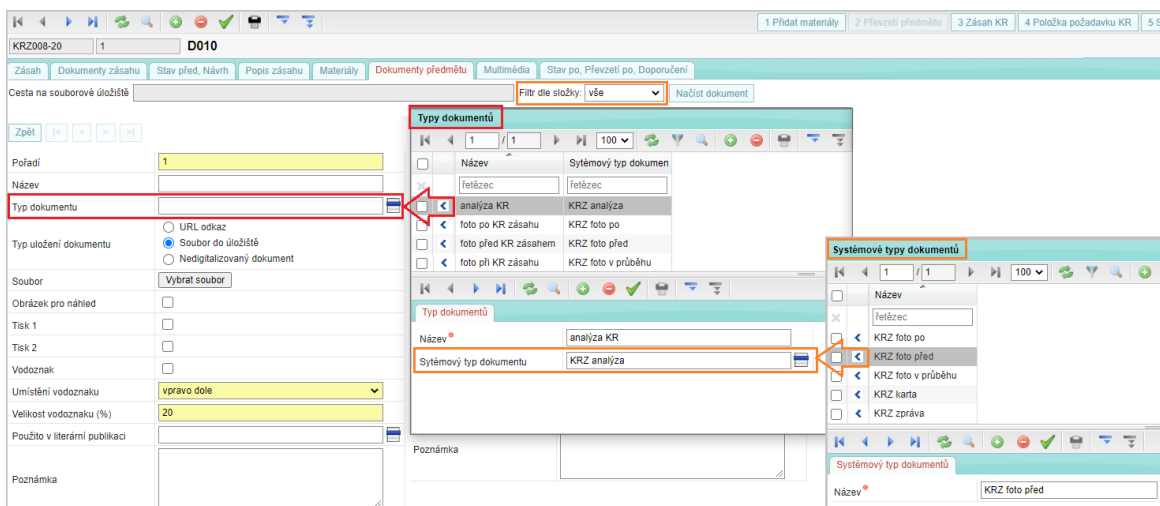 1 Přidat materiály 2 Převzetí předmětu 3 Zásah KR 4 Položka požadavku KR 5 S
KRZ008-20 1 D010
Zásah Dokumenty zásahu Stav před, Návrh Popis zásahu Materiály Dokumenty předmětu Multimédia Stav po, Převzetí po, Doporučení
Cesta na souborové úložiště Filtr dle složky: vše Načíst dokument
Zpět |< < > >|
Pořadí 1
Název
Typ dokumentu
Typ uložení dokumentu
URL odkaz
Soubor do úložiště
Nedigitalizovaný dokument
Soubor Vybrat soubor
Obrázek pro náhled
Tisk 1
Tisk 2
Vodoznak
Umístění vodoznaku vpravo dole
Velikost vodoznaku (%) 20
Použito v literární publikaci
Poznámka
Poznámka
Typy dokumentů
1 / 1 100
Název Sytémový typ dokumen
řetězec řetězec
analýza KR KRZ analýza
foto po KR zásahu KRZ foto po
foto před KR zásahem KRZ foto před
foto při KR zásahu KRZ foto v průběhu
Typ dokumentů
Název* analýza KR
Sytémový typ dokumentu KRZ analýza
Systémové typy dokumentů
1 / 1 100
Název
řetězec
KRZ foto po
KRZ foto před
KRZ foto v průběhu
KRZ karta
KRZ zpráva
Systémový typ dokumentů
Název* KRZ foto před